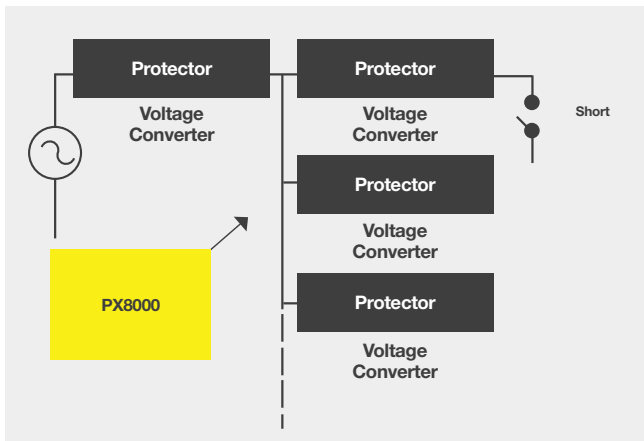 Protector
Voltage
Converter
Protector
Voltage
Converter
Short
Protector
Voltage
Converter
PX8000
Protector
Voltage
Converter